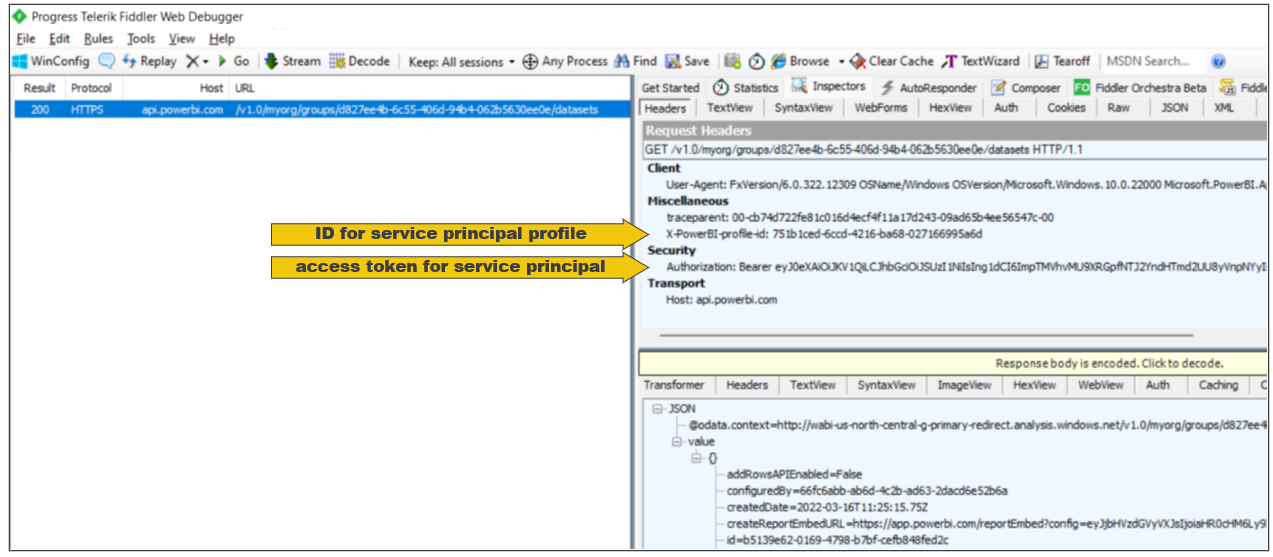 Progress Telerik Fiddler Web Debugger
File Edit Rules Tools View Help
WinConfig Replay Go Stream Decode Keep: All sessions Any Process Find Save Browse Clear Cache TextWizard Tearoff MSDN Search...
Result Protocol Host URL
200 HTTPS api.powerbi.com /v1.0/myorg/groups/d827ee4b-6c55-406d-94b4-062b5630ee0e/datasets
Get Started Statistics Inspectors AutoResponder Composer FO Fiddler Orchestra Beta Fiddle
Headers TextView SyntaxView WebForms HexView Auth Cookies Raw JSON XML
Request Headers
GET /v1.0/myorg/groups/d827ee4b-6c55-406d-94b4-062b5630ee0e/datasets HTTP/1.1
Client
User-Agent: FxVersion/6.0.322.12309 OSName/Windows OSVersion/Microsoft.Windows.10.0.22000 Microsoft.PowerBI.A
Miscellaneous
traceparent: 00-cb74d722fe81c016d4ecf4f11a17d243-09ad65b4ee56547c-00
ID for service principal profile
X-PowerBI-profile-id: 751b1ced-6ccd-4216-ba68-027166995a6d
Security
access token for service principal
Authorization: Bearer
Transport
Host: api.powerbi.com
Response body is encoded. Click to decode.
Transformer Headers TextView SyntaxView ImageView HexView WebView Auth Caching C
JSON
@odata.context=http://wabi-us-north-central-g-primary-redirect.analysis.windows.net/v1.0/myorg/groups/d827ee4
value
{}
addRowsAPIEnabled=False
configuredBy=66fc6abb-ab6d-4c2b-ad63-2dacd6e52b6a
createdDate=2022-03-16T11:25:15.75Z
createReportEmbedURL=https://app.powerbi.com/reportEmbed?config=eyJjbHVzdGVyVXJsIjoiaHR0cHM6Ly9
id=b5139e62-0169-4798-b7bf-cefb848fed2c